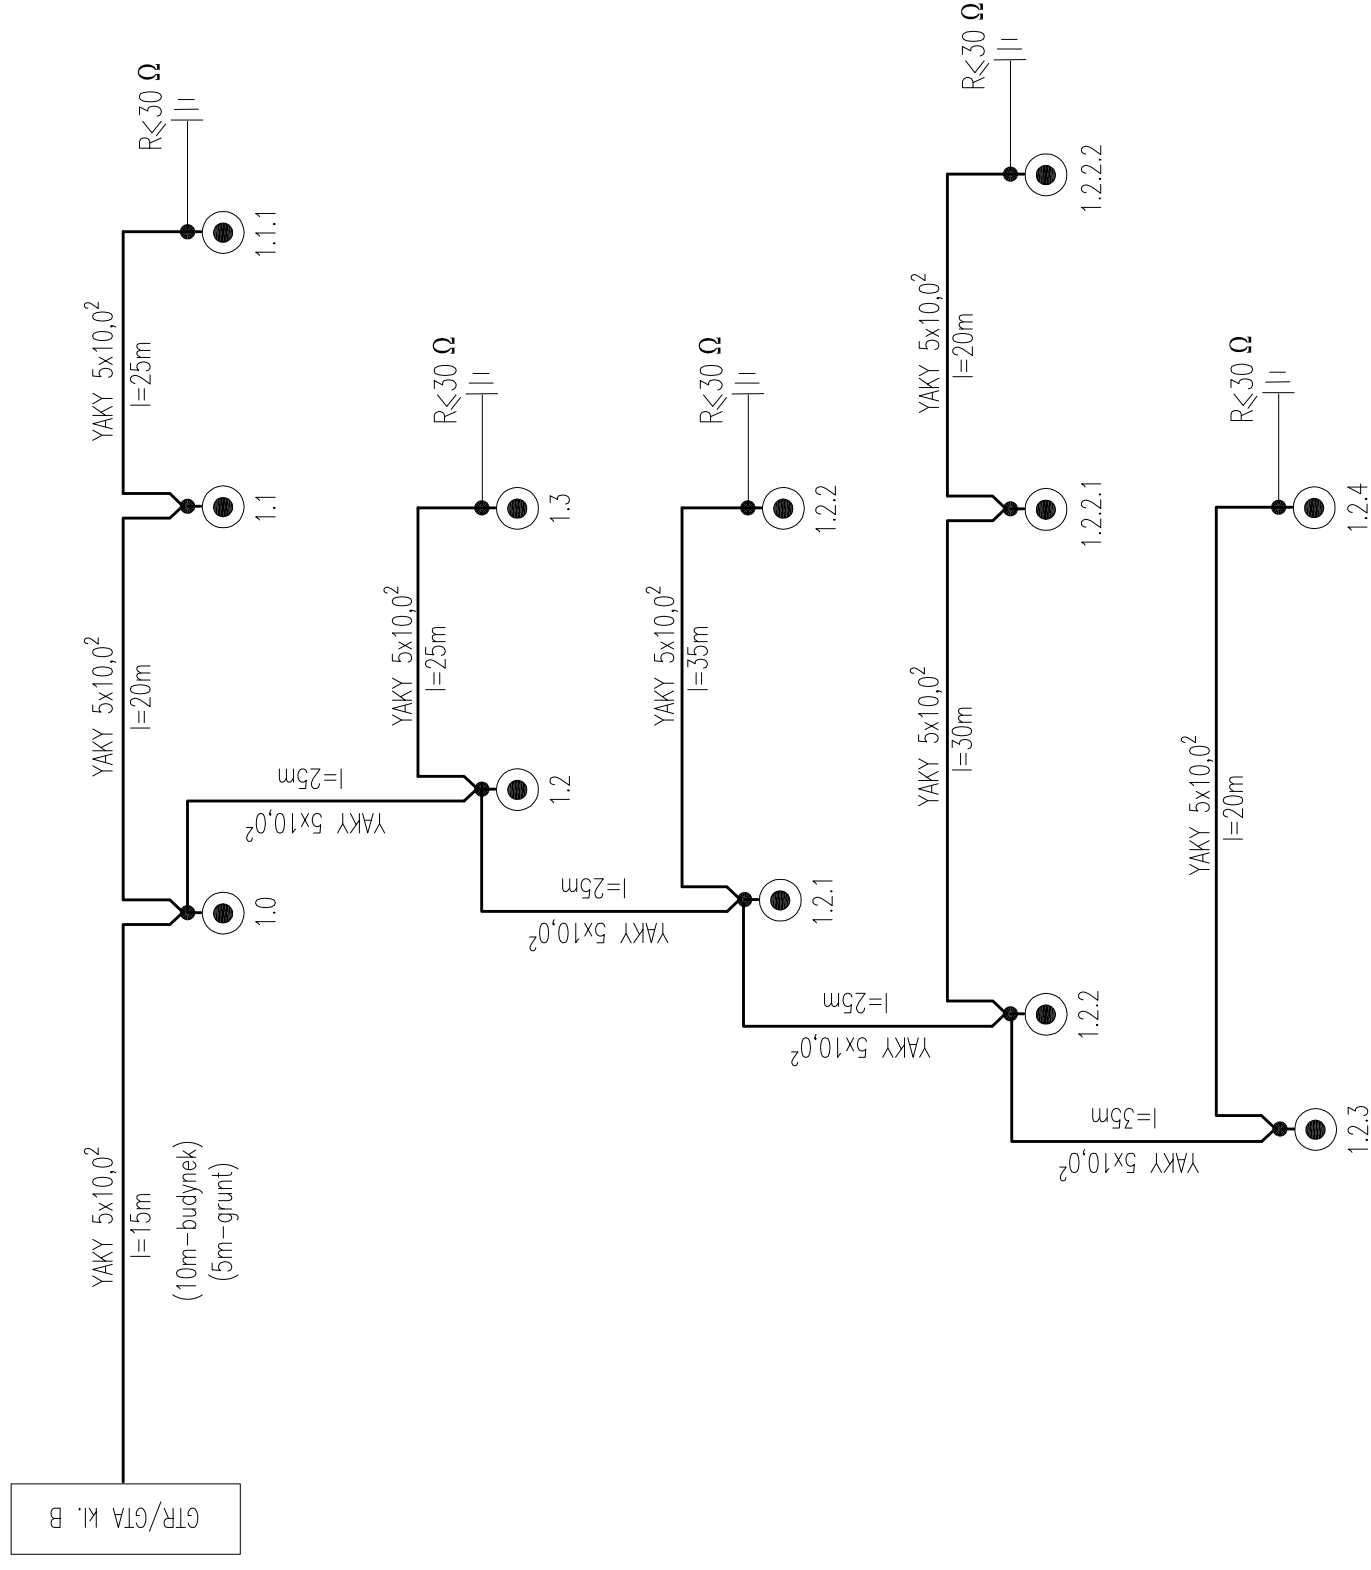 R≤30 Ω
1.1.1
YAKY 5x10,0²
l=25m
1.1
YAKY 5x10,0²
l=20m
1.0
YAKY 5x10,0²
l=15m
(10m-budynek)
(5m-grunt)
GTR/GTA kl. B
l=25m
YAKY 5x10,0²
R≤30 Ω
1.3
YAKY 5x10,0²
l=25m
1.2
l=25m
YAKY 5x10,0²
R≤30 Ω
1.2.2
YAKY 5x10,0²
l=35m
1.2.1
l=25m
YAKY 5x10,0²
R≤30 Ω
1.2.2.2
YAKY 5x10,0²
l=20m
1.2.2.1
YAKY 5x10,0²
l=30m
1.2.2
l=35m
YAKY 5x10,0²
R≤30 Ω
1.2.4
YAKY 5x10,0²
l=20m
1.2.3